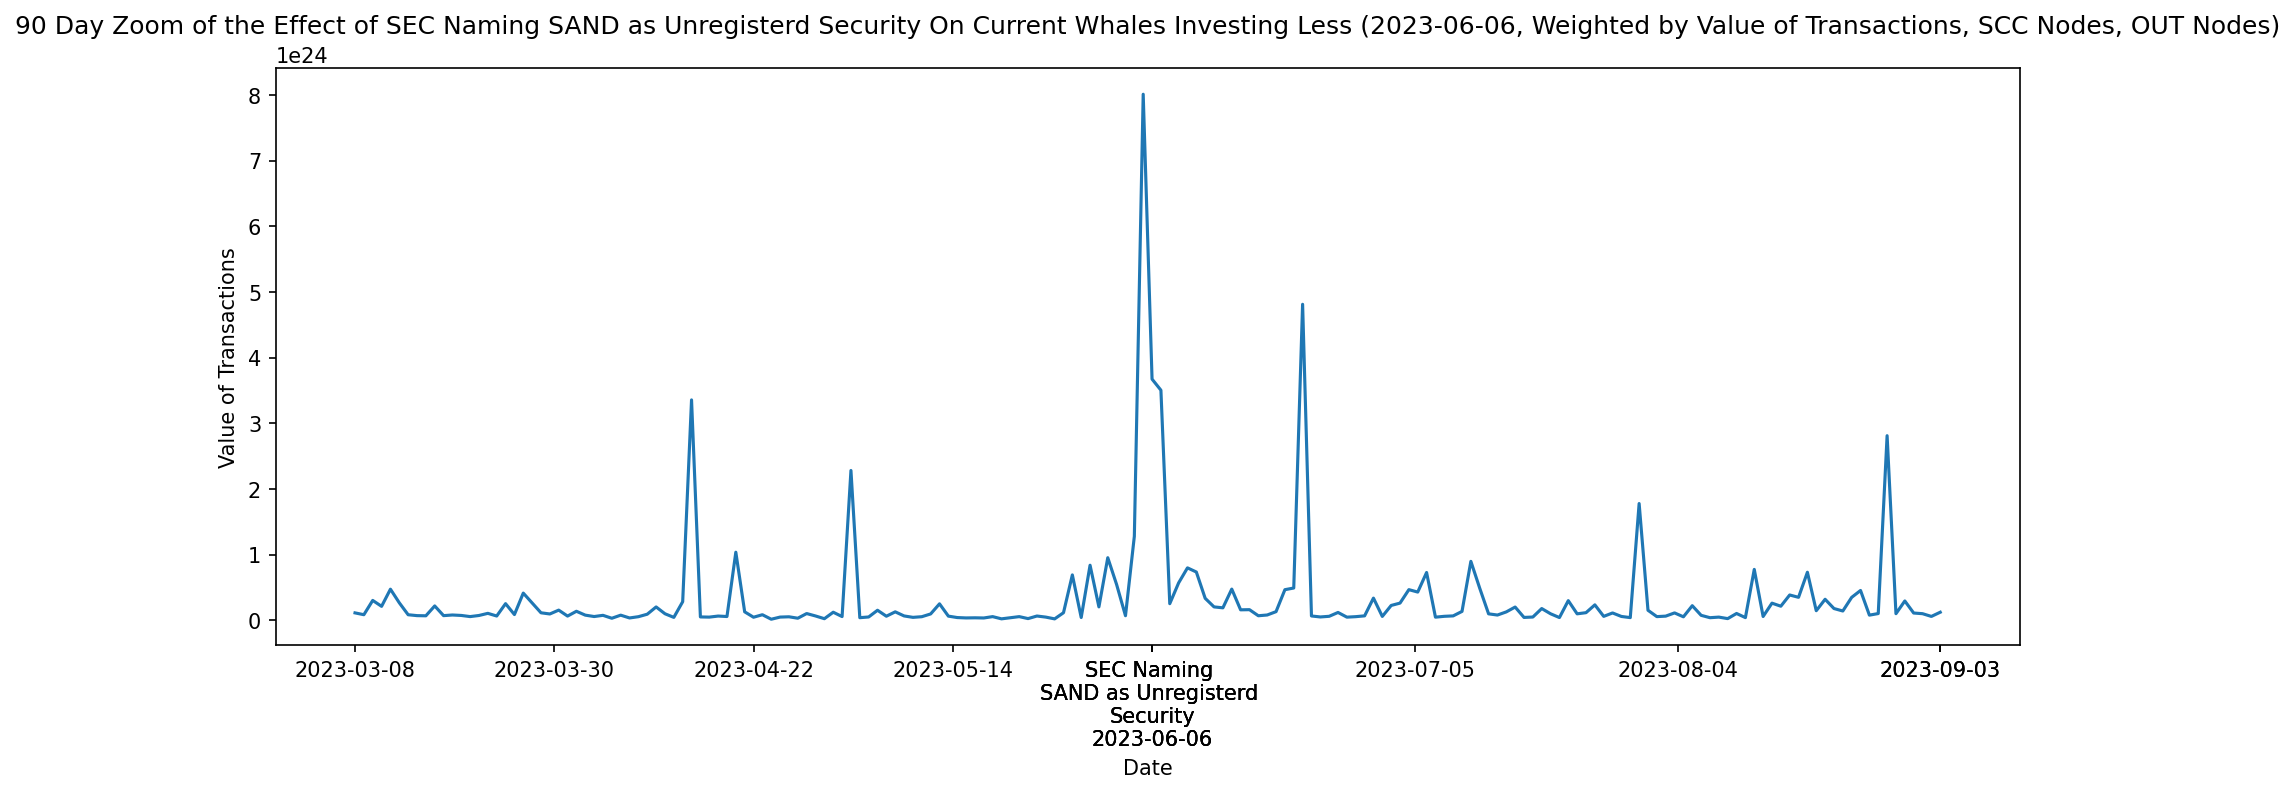 90 Day Zoom of the Effect of SEC Naming SAND as Unregisterd Security On Current Whales Investing Less (2023-06-06, Weighted by Value of Transactions, SCC Nodes, OUT Nodes)
1e24
8
7
6
5
4
3
2
1
0
Value of Transactions
2023-03-08 2023-03-30 2023-04-22 2023-05-14 SEC Naming 2023-07-05 2023-08-04 2023-09-03
SAND as Unregisterd
Security
2023-06-06
Date